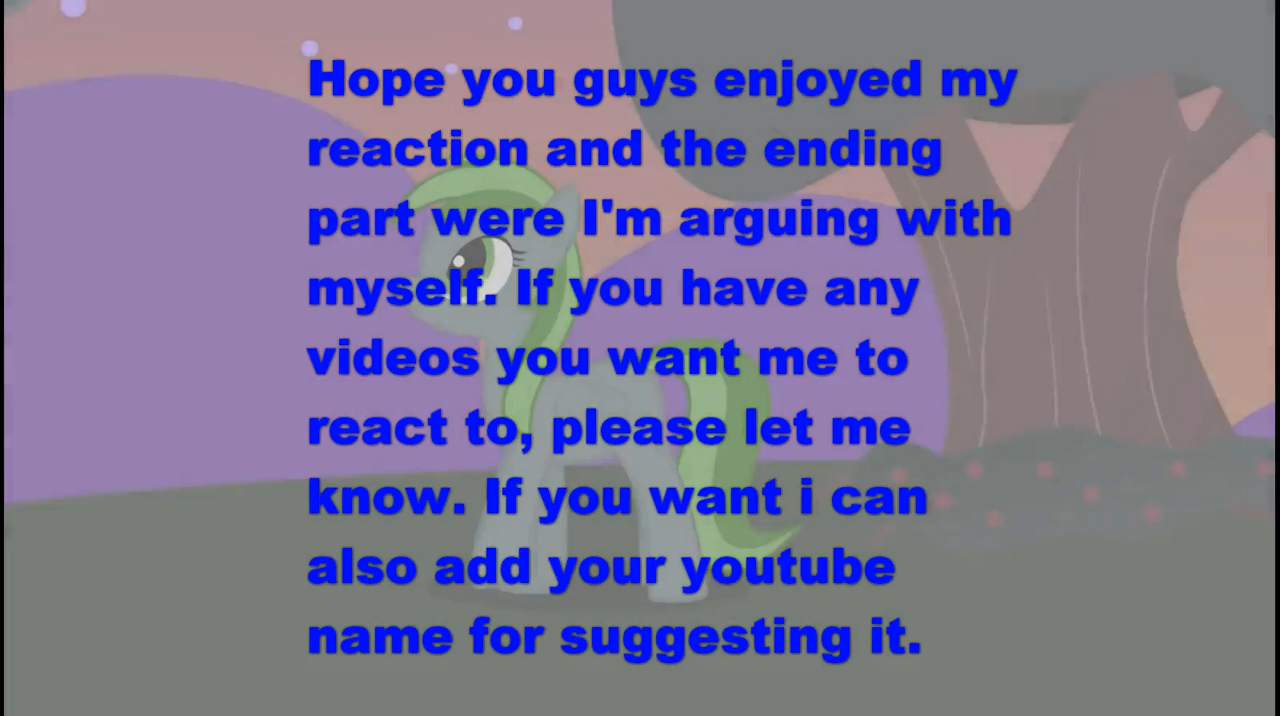 Hope you guys enjoyed my
reaction and the ending
part were I'm arguing with
myself. If you have any
videos you want me to
react to, please let me
know. If you want i can
also add your youtube
name for suggesting it.